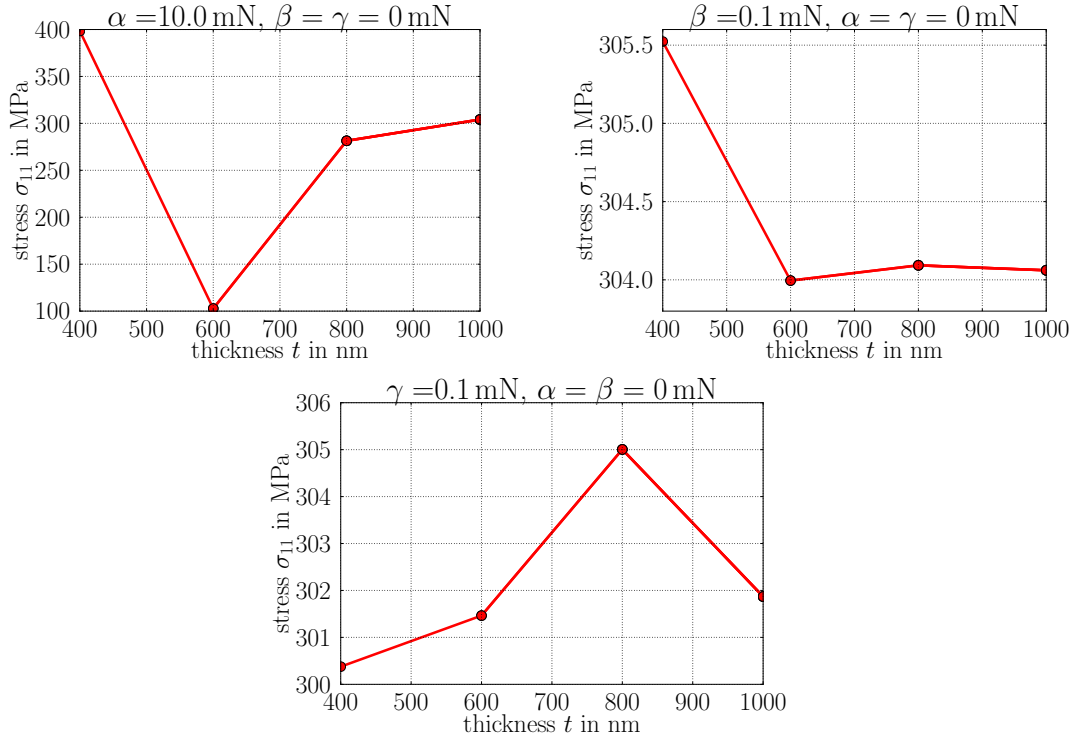 α = 10.0 mN, β = γ = 0 mN
400
350
300
250
200
150
100
stress σ₁₁ in MPa
400 500 600 700 800 900 1000
thickness t in nm
β = 0.1 mN, α = γ = 0 mN
305.5
305.0
304.5
304.0
stress σ₁₁ in MPa
400 500 600 700 800 900 1000
thickness t in nm
γ = 0.1 mN, α = β = 0 mN
306
305
304
303
302
301
300
stress σ₁₁ in MPa
400 500 600 700 800 900 1000
thickness t in nm